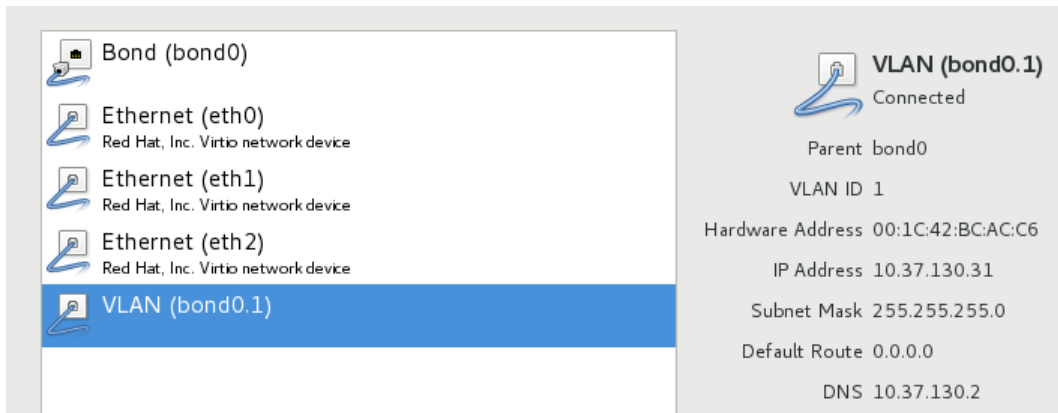 Bond (bond0)
Ethernet (eth0)
Red Hat, Inc. Virtio network device
Ethernet (eth1)
Red Hat, Inc. Virtio network device
Ethernet (eth2)
Red Hat, Inc. Virtio network device
VLAN (bond0.1)
VLAN (bond0.1)
Connected
Parent bond0
VLAN ID 1
Hardware Address 00:1C:42:BC:AC:C6
IP Address 10.37.130.31
Subnet Mask 255.255.255.0
Default Route 0.0.0.0
DNS 10.37.130.2